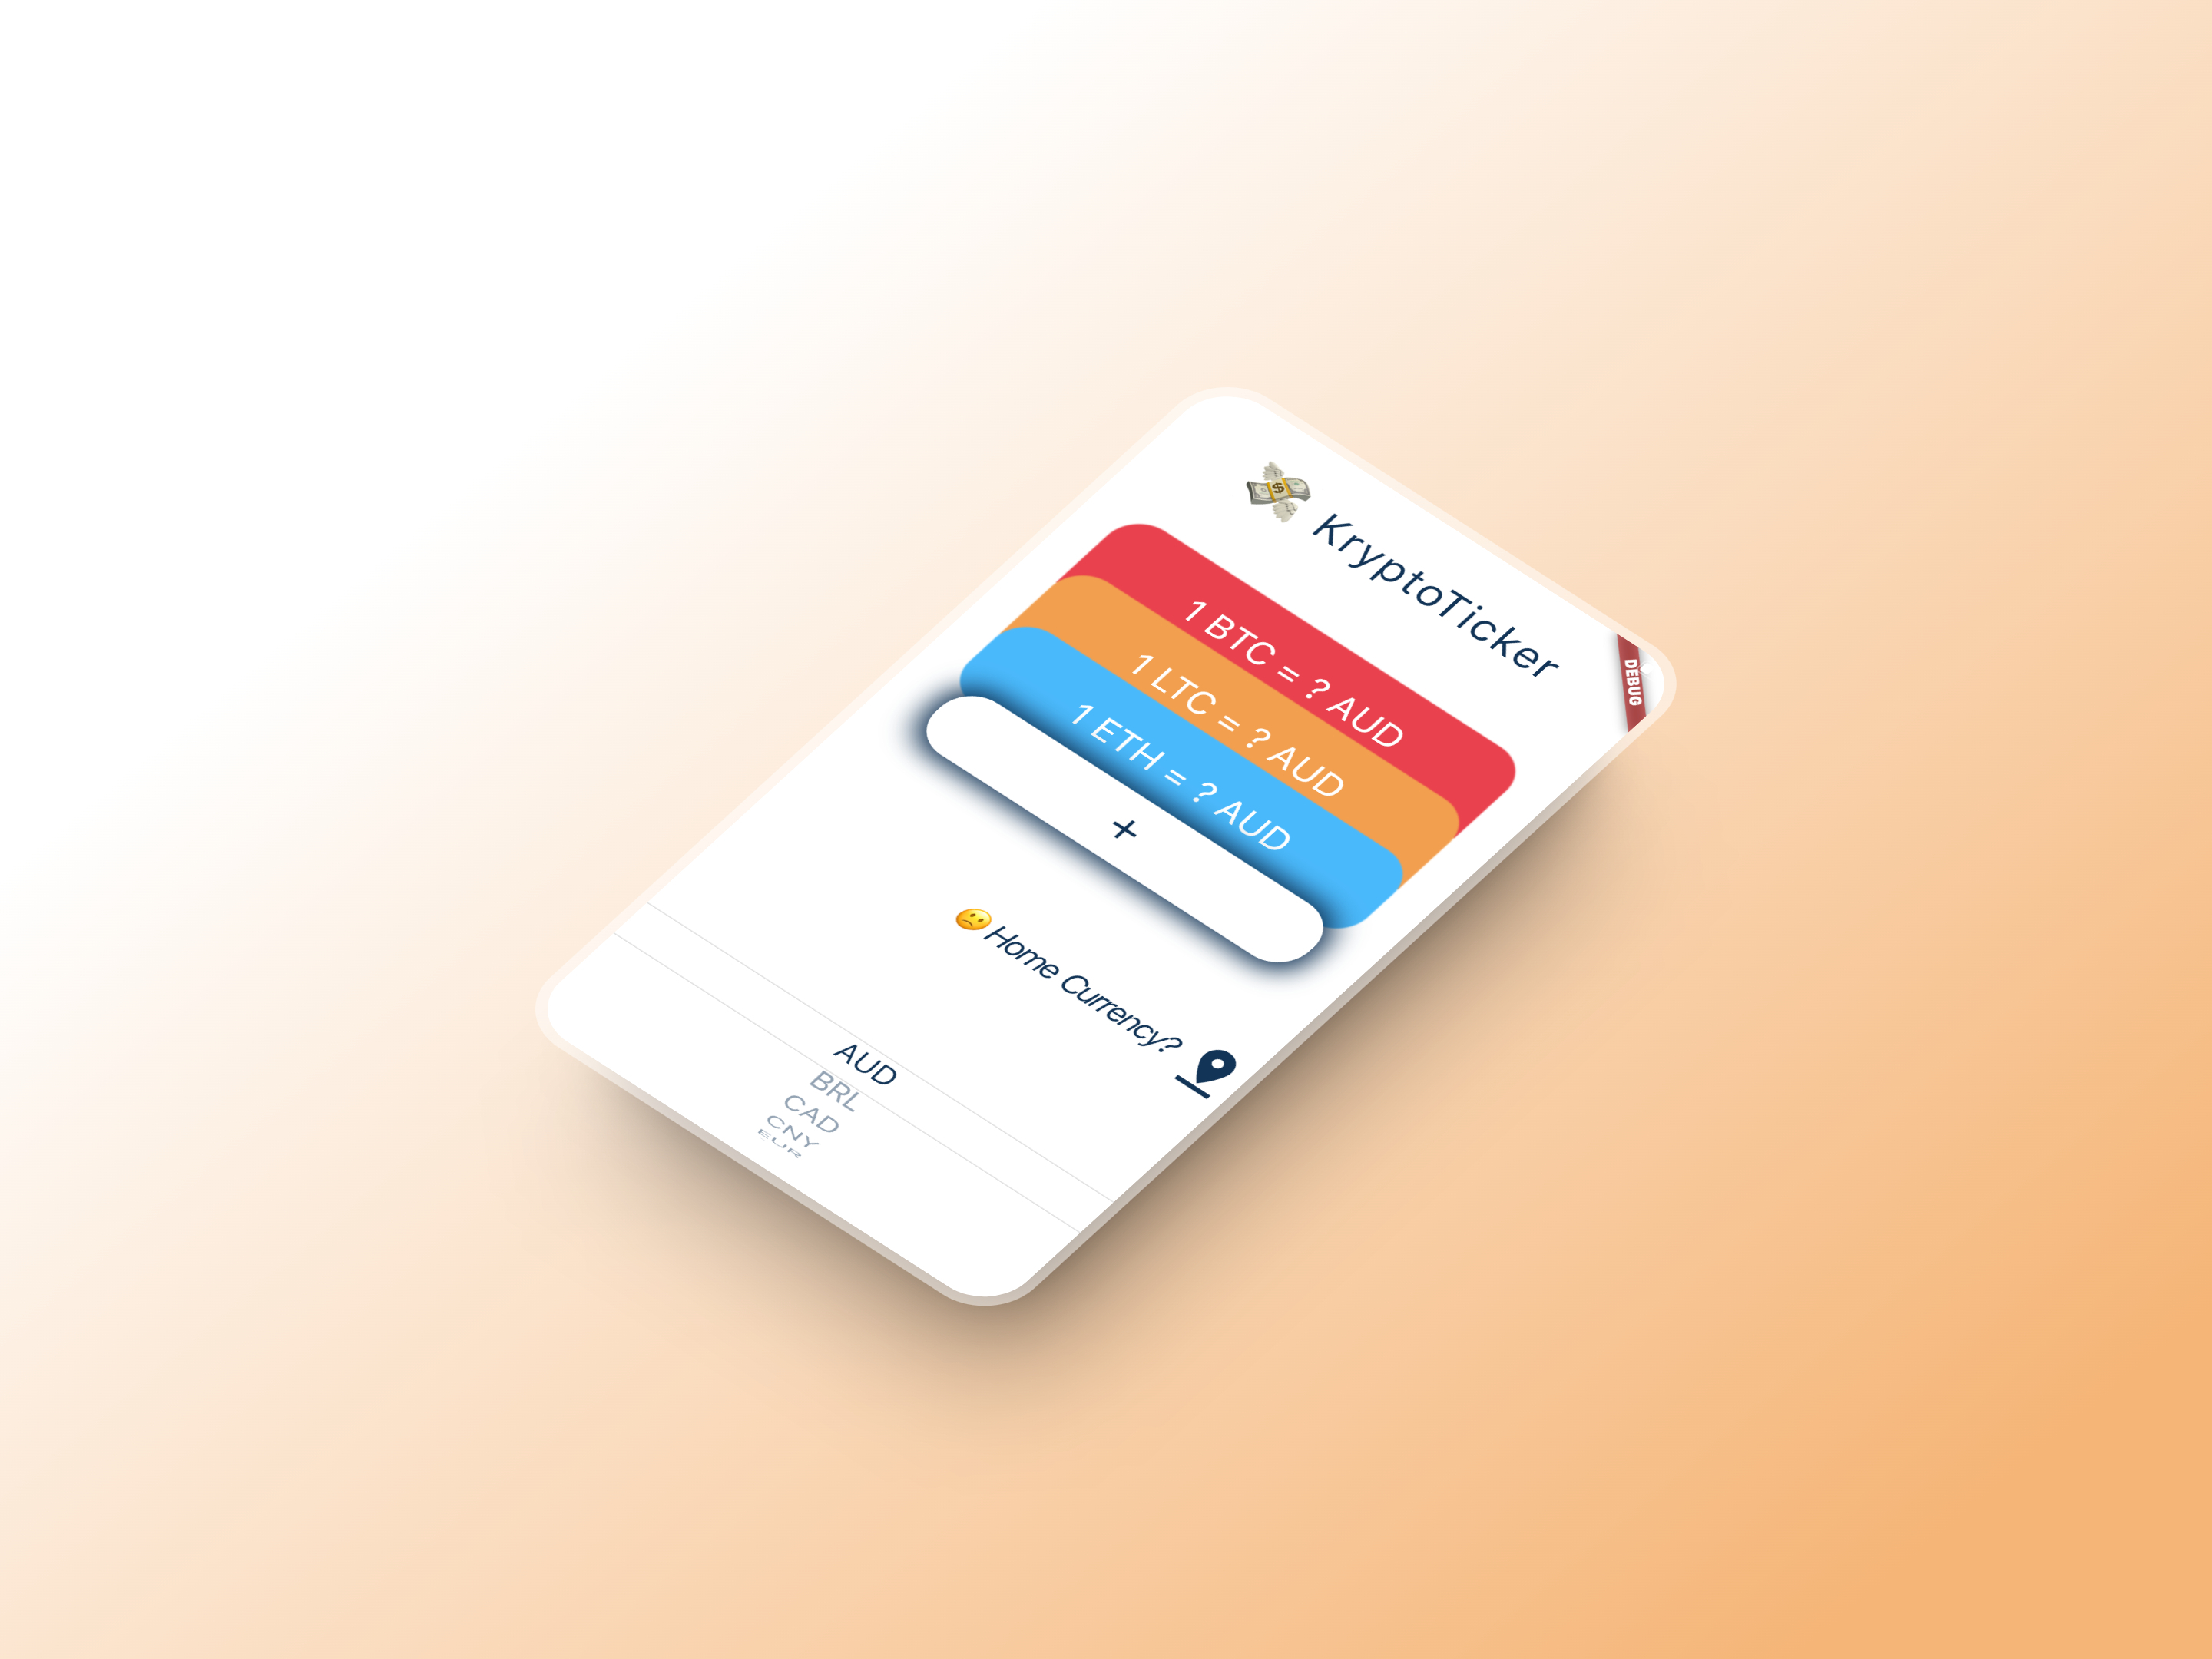 DEBUG
💸 KryptoTicker
1 BTC = ? AUD
1 LTC = ? AUD
1 ETH = ? AUD
+
🙁 Home Currency?
AUD
BRL
CAD
CNY
EUR